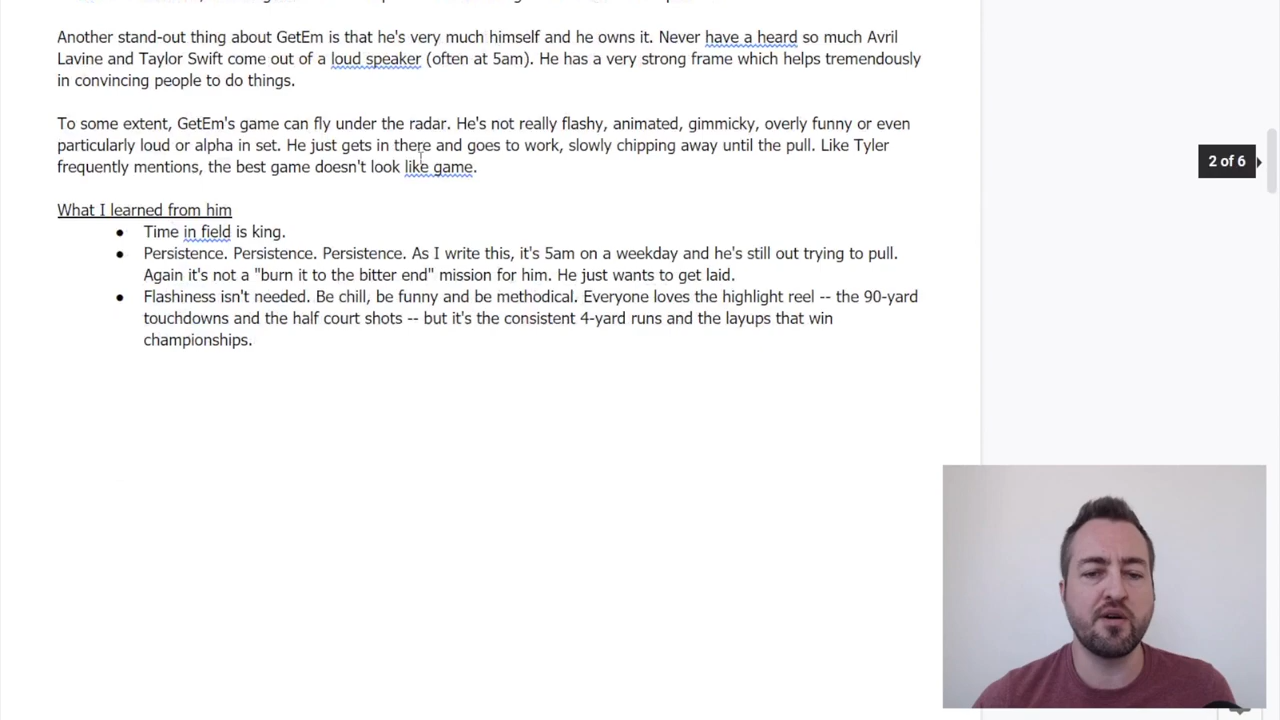 Another stand-out thing about GetEm is that he's very much himself and he owns it. Never have a heard so much Avril
Lavine and Taylor Swift come out of a loud speaker (often at 5am). He has a very strong frame which helps tremendously
in convincing people to do things.
To some extent, GetEm's game can fly under the radar. He's not really flashy, animated, gimmicky, overly funny or even
particularly loud or alpha in set. He just gets in there and goes to work, slowly chipping away until the pull. Like Tyler
frequently mentions, the best game doesn't look like game.
2 of 6
What I learned from him
● Time in field is king.
● Persistence. Persistence. Persistence. As I write this, it's 5am on a weekday and he's still out trying to pull.
Again it's not a "burn it to the bitter end" mission for him. He just wants to get laid.
● Flashiness isn't needed. Be chill, be funny and be methodical. Everyone loves the highlight reel -- the 90-yard
touchdowns and the half court shots -- but it's the consistent 4-yard runs and the layups that win
championships.